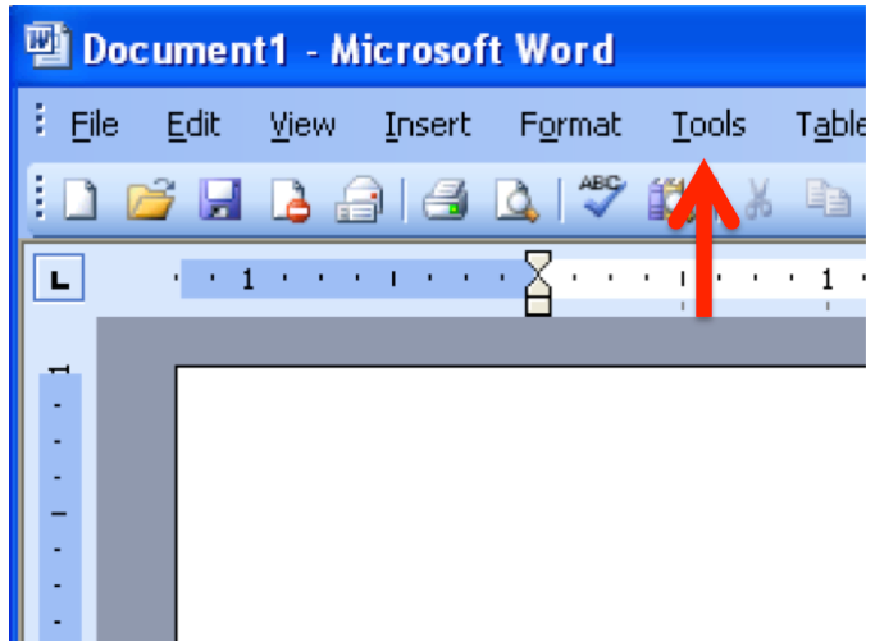 Document1 - Microsoft Word
File Edit View Insert Format Tools Table
ABC
L 1 1
1